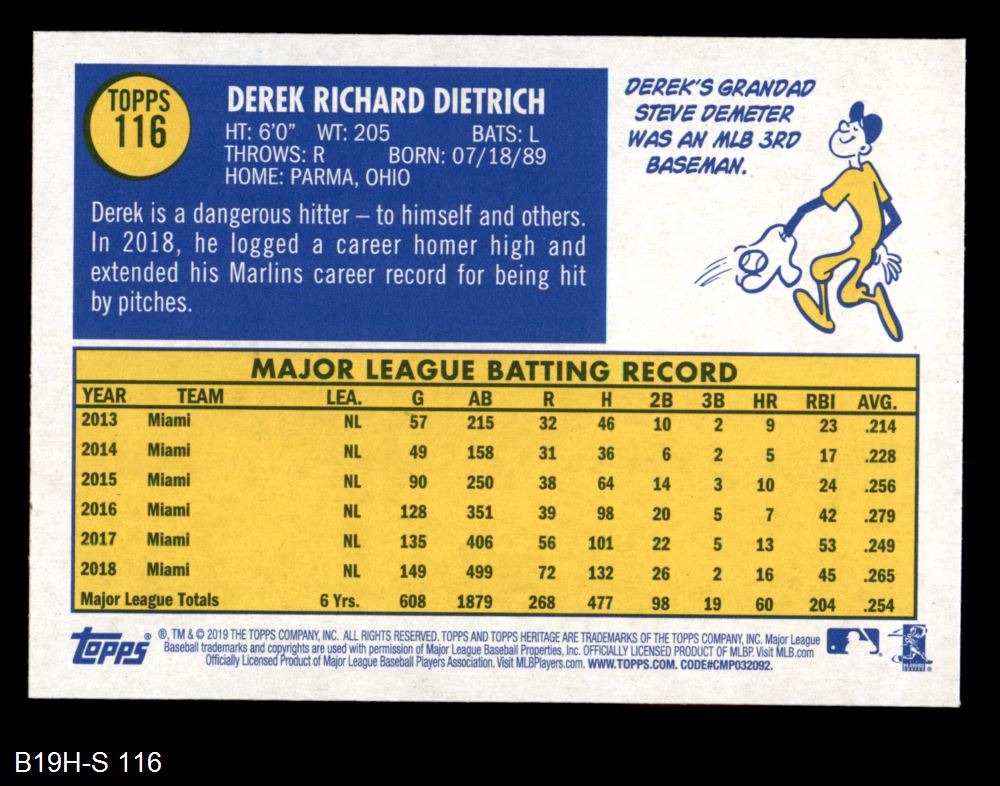 TOPPS
116
DEREK RICHARD DIETRICH
HT: 6'0" WT: 205 BATS: L
THROWS: R BORN: 07/18/89
HOME: PARMA, OHIO
Derek is a dangerous hitter – to himself and others.
In 2018, he logged a career homer high and
extended his Marlins career record for being hit
by pitches.
DEREK'S GRANDAD
STEVE DEMETER
WAS AN MLB 3RD
BASEMAN.
MAJOR LEAGUE BATTING RECORD
YEAR TEAM LEA. G AB R H 2B 3B HR RBI AVG.
2013 Miami NL 57 215 32 46 10 2 9 23 .214
2014 Miami NL 49 158 31 36 6 2 5 17 .228
2015 Miami NL 90 250 38 64 14 3 10 24 .256
2016 Miami NL 128 351 39 98 20 5 7 42 .279
2017 Miami NL 135 406 56 101 22 5 13 53 .249
2018 Miami NL 149 499 72 132 26 2 16 45 .265
Major League Totals 6 Yrs. 608 1879 268 477 98 19 60 204 .254
topps®
®, TM & © 2019 THE TOPPS COMPANY, INC. ALL RIGHTS RESERVED. TOPPS AND TOPPS HERITAGE ARE TRADEMARKS OF THE TOPPS COMPANY, INC. Major League
Baseball trademarks and copyrights are used with permission of Major League Baseball Properties, Inc. OFFICIALLY LICENSED PRODUCT OF MLBP. Visit MLB.com
Officially Licensed Product of Major League Baseball Players Association. Visit MLBPlayers.com. WWW.TOPPS.COM. CODE#CMP032092.
B19H-S 116